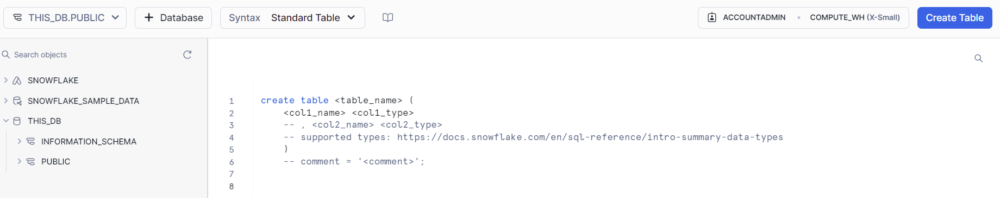 THIS_DB.PUBLIC + Database Syntax Standard Table ACCOUNTADMIN • COMPUTE_WH (X-Small) Create Table
Search objects
SNOWFLAKE
SNOWFLAKE_SAMPLE_DATA
THIS_DB
INFORMATION_SCHEMA
PUBLIC
1 create table <table_name> (
2 <col1_name> <col1_type>
3 -- , <col2_name> <col2_type>
4 -- supported types: https://docs.snowflake.com/en/sql-reference/intro-summary-data-types
5 )
6 -- comment = '<comment>';
7
8